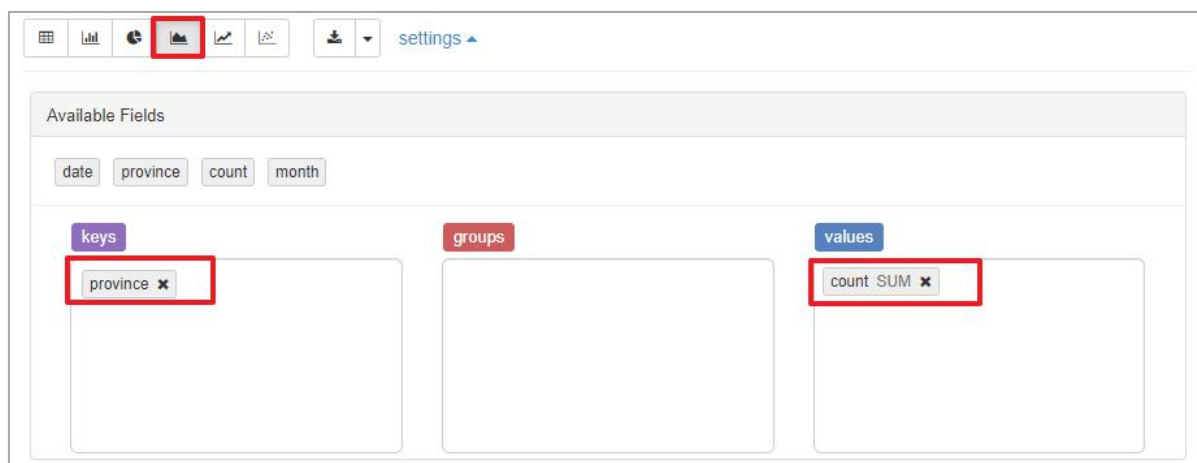 settings
Available Fields
date province count month
keys groups values
province count SUM